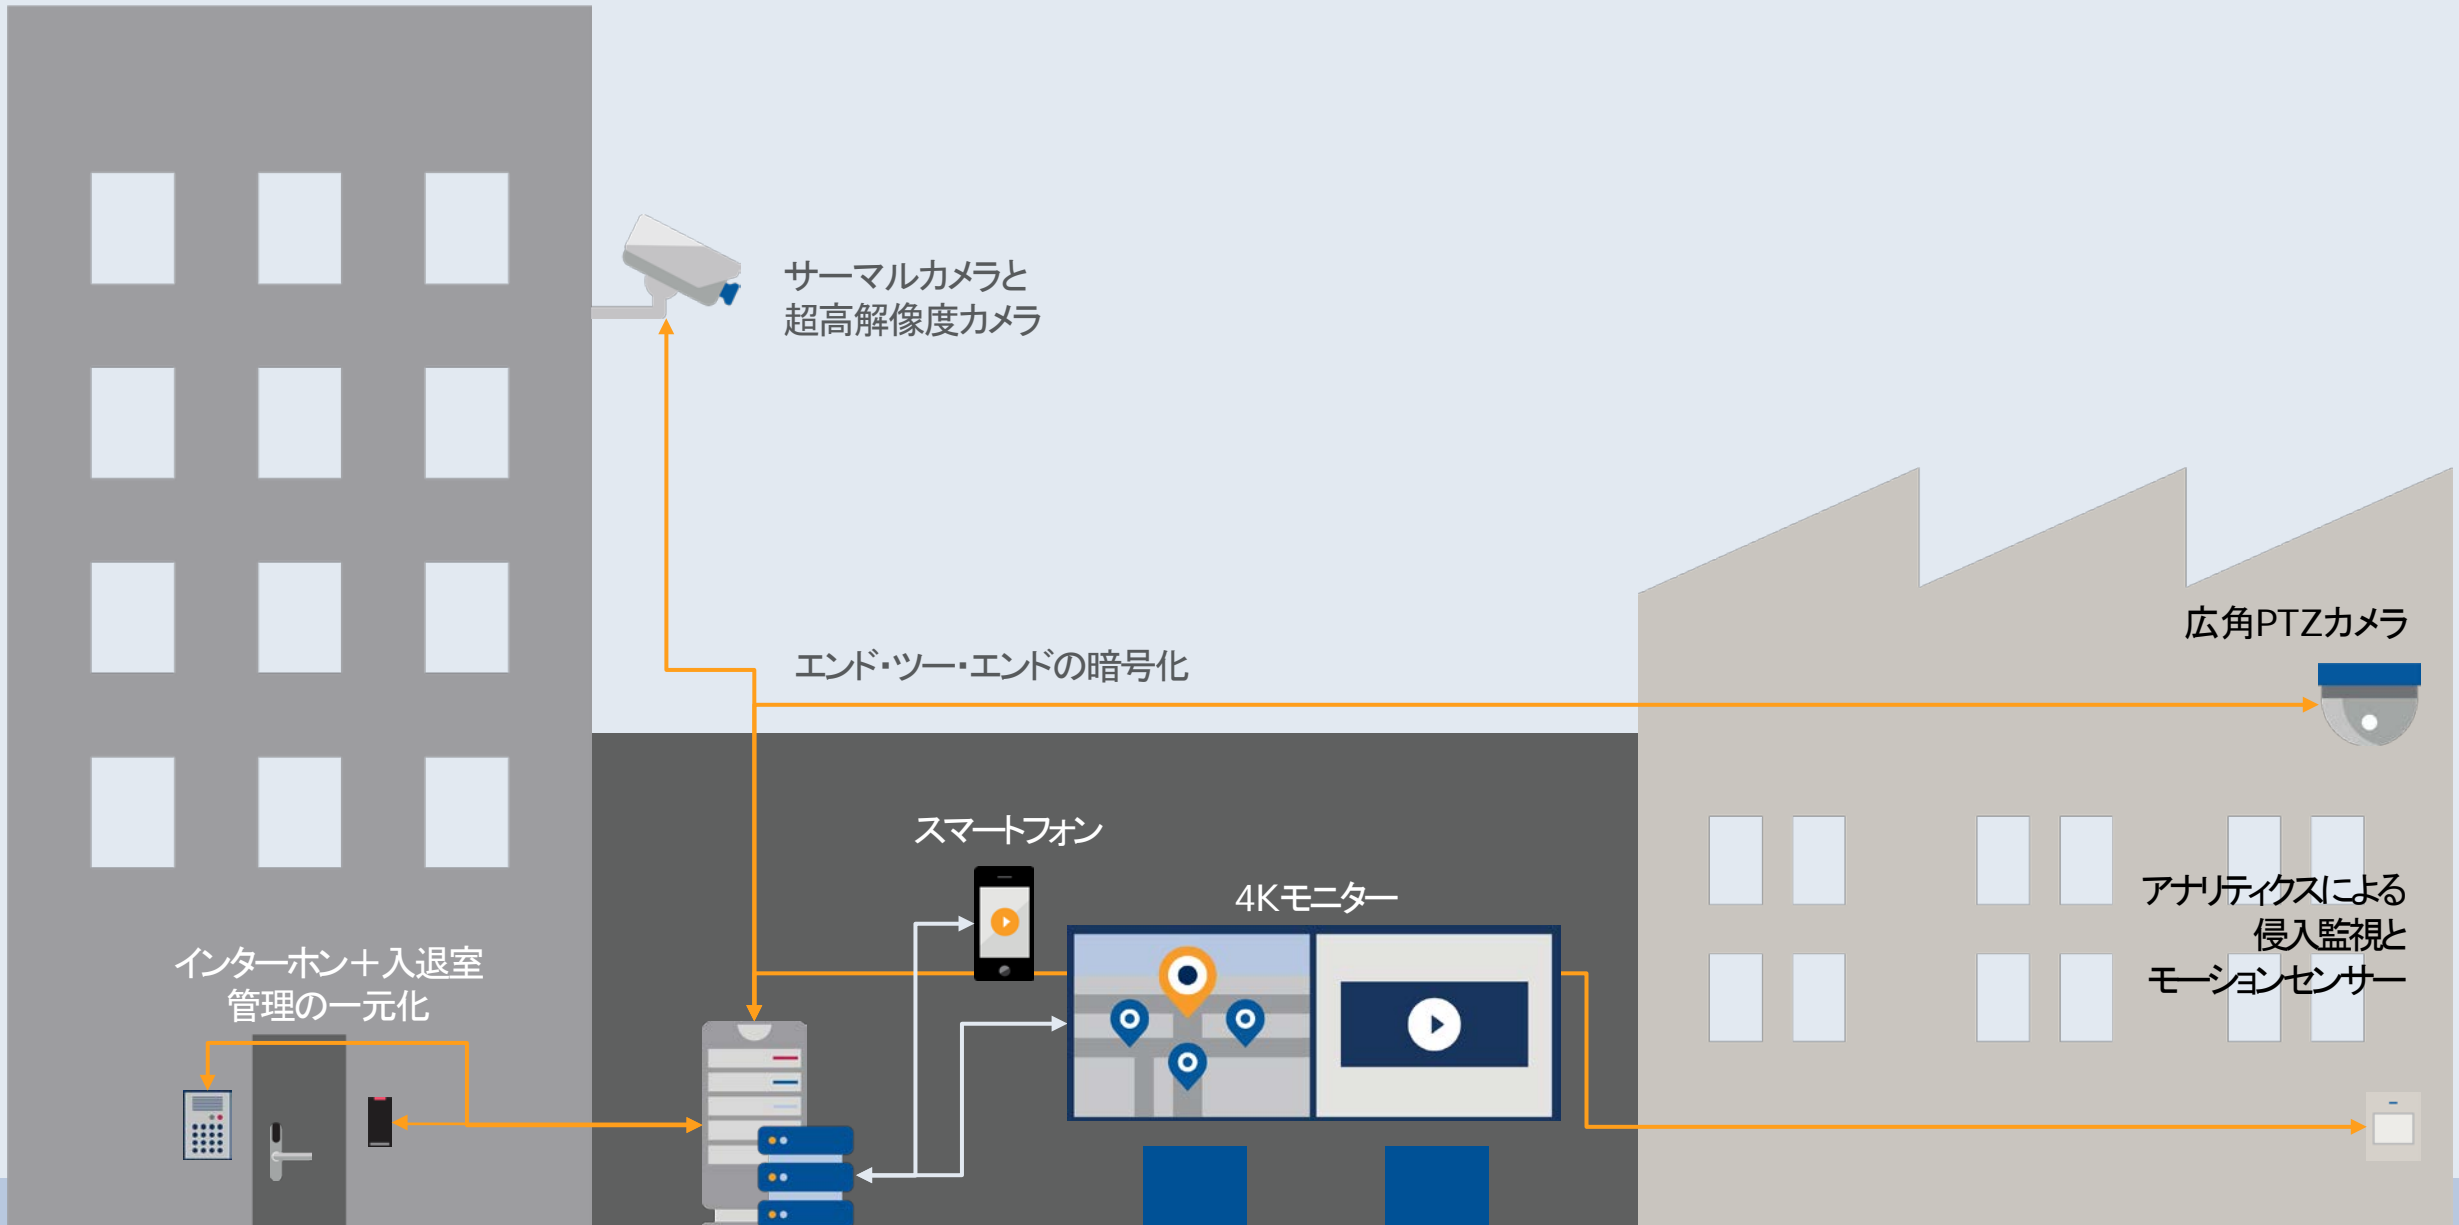 サーマルカメラと
超高解像度カメラ
広角PTZカメラ
エンド・ツー・エンドの暗号化
スマートフォン
4Kモニター
アナリティクスによる
侵入監視と
モーションセンサー
インターホン＋入退室
管理の一元化